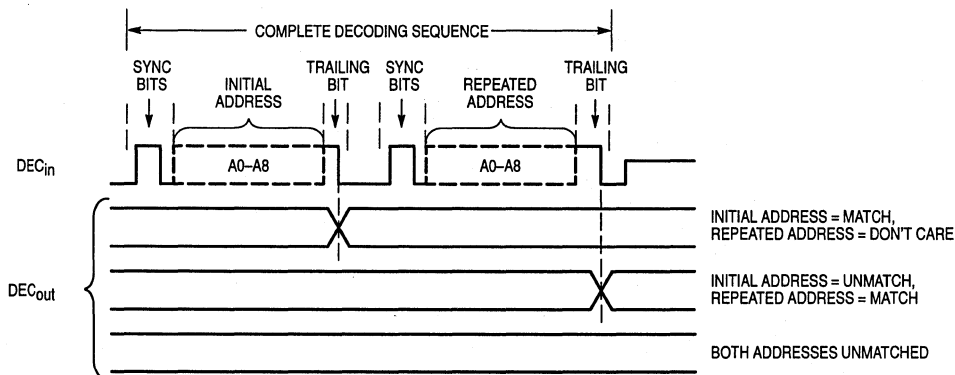 COMPLETE DECODING SEQUENCE
SYNC BITS
INITIAL ADDRESS
TRAILING BIT
SYNC BITS
REPEATED ADDRESS
TRAILING BIT
DECin
A0–A8
A0–A8
DECout
INITIAL ADDRESS = MATCH,
REPEATED ADDRESS = DON'T CARE
INITIAL ADDRESS = UNMATCH,
REPEATED ADDRESS = MATCH
BOTH ADDRESSES UNMATCHED